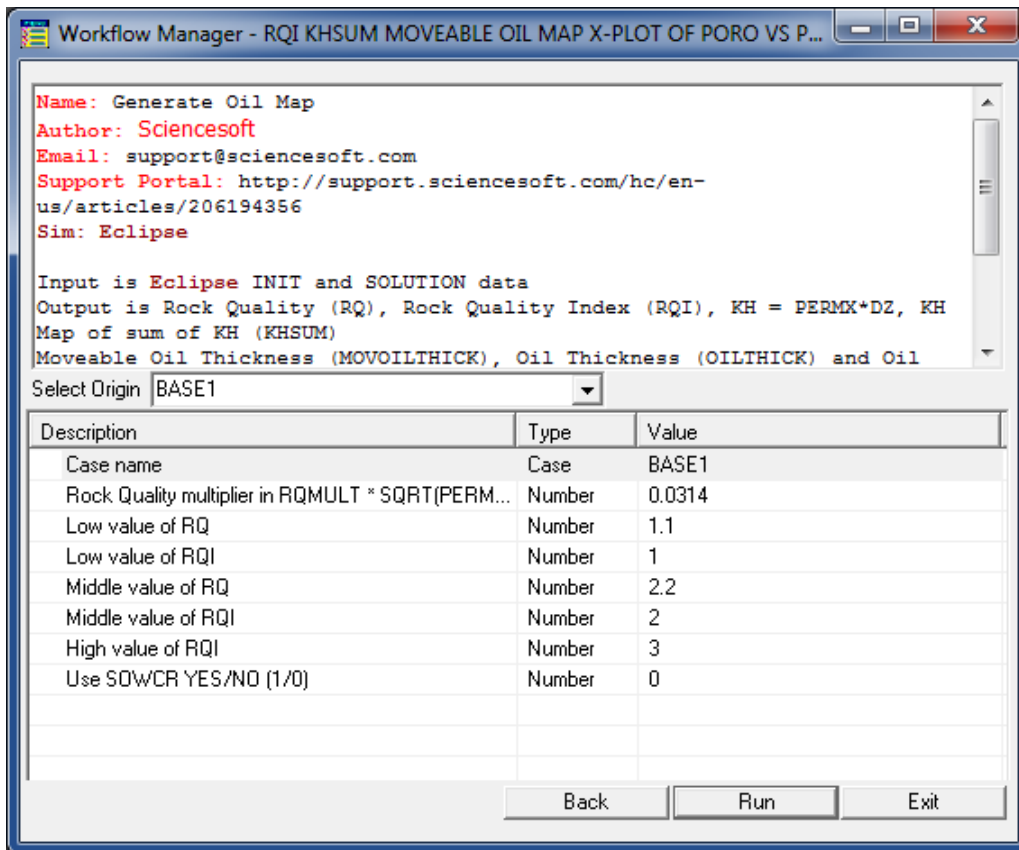 Workflow Manager - RQI KHSUM MOVEABLE OIL MAP X-PLOT OF PORO VS P...
Name: Generate Oil Map
Author: Sciencesoft
Email: support@sciencesoft.com
Support Portal: http://support.sciencesoft.com/hc/en-
us/articles/206194356
Sim: Eclipse
Input is Eclipse INIT and SOLUTION data
Output is Rock Quality (RQ), Rock Quality Index (RQI), KH = PERMX*DZ, KH
Map of sum of KH (KHSUM)
Moveable Oil Thickness (MOVOILTHICK), Oil Thickness (OILTHICK) and Oil
Select Origin BASE1
Description Type Value
Case name Case BASE1
Rock Quality multiplier in RQMULT * SQRT(PERM... Number 0.0314
Low value of RQ Number 1.1
Low value of RQI Number 1
Middle value of RQ Number 2.2
Middle value of RQI Number 2
High value of RQI Number 3
Use SOWCR YES/NO (1/0) Number 0
Back Run Exit